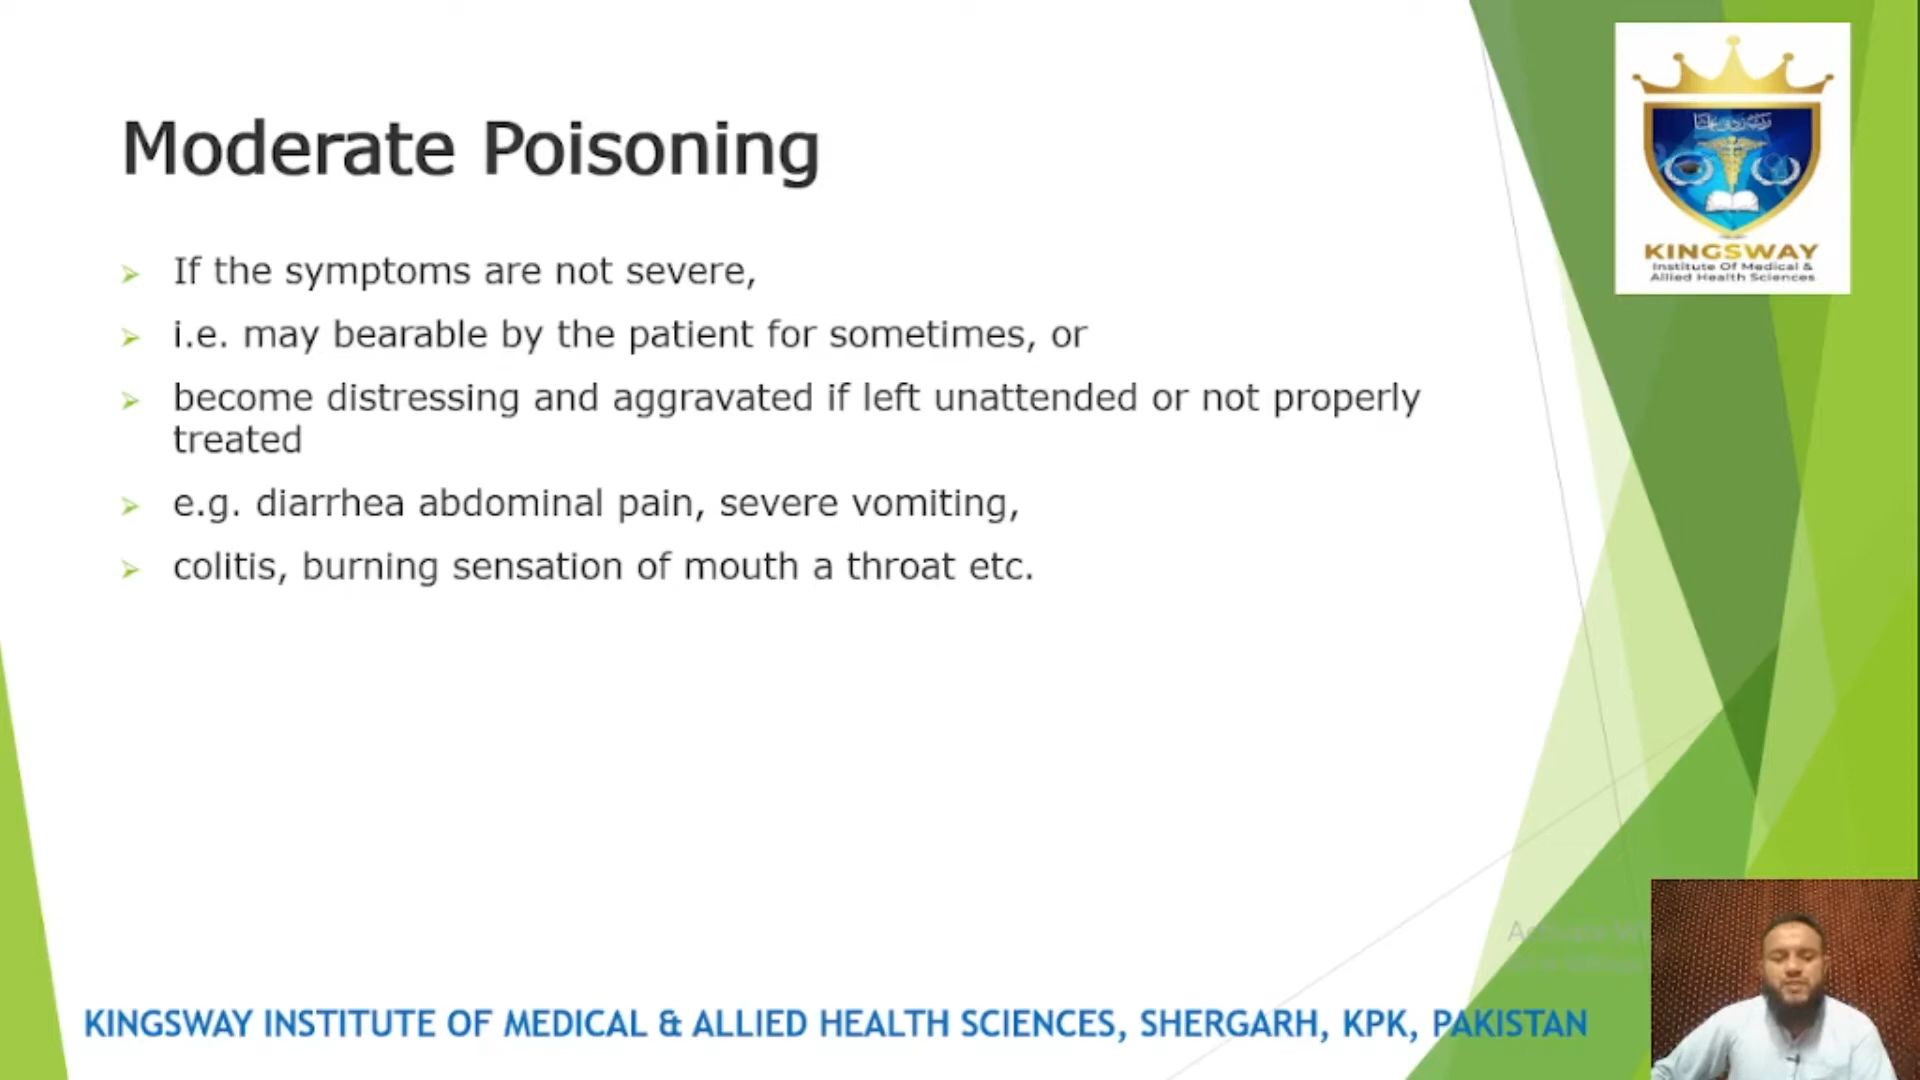 Moderate Poisoning
If the symptoms are not severe,
i.e. may bearable by the patient for sometimes, or
become distressing and aggravated if left unattended or not properly
treated
e.g. diarrhea abdominal pain, severe vomiting,
colitis, burning sensation of mouth a throat etc.
KINGSWAY
Institute Of Medical &
Allied Health Sciences
KINGSWAY INSTITUTE OF MEDICAL & ALLIED HEALTH SCIENCES, SHERGARH, KPK, PAKISTAN